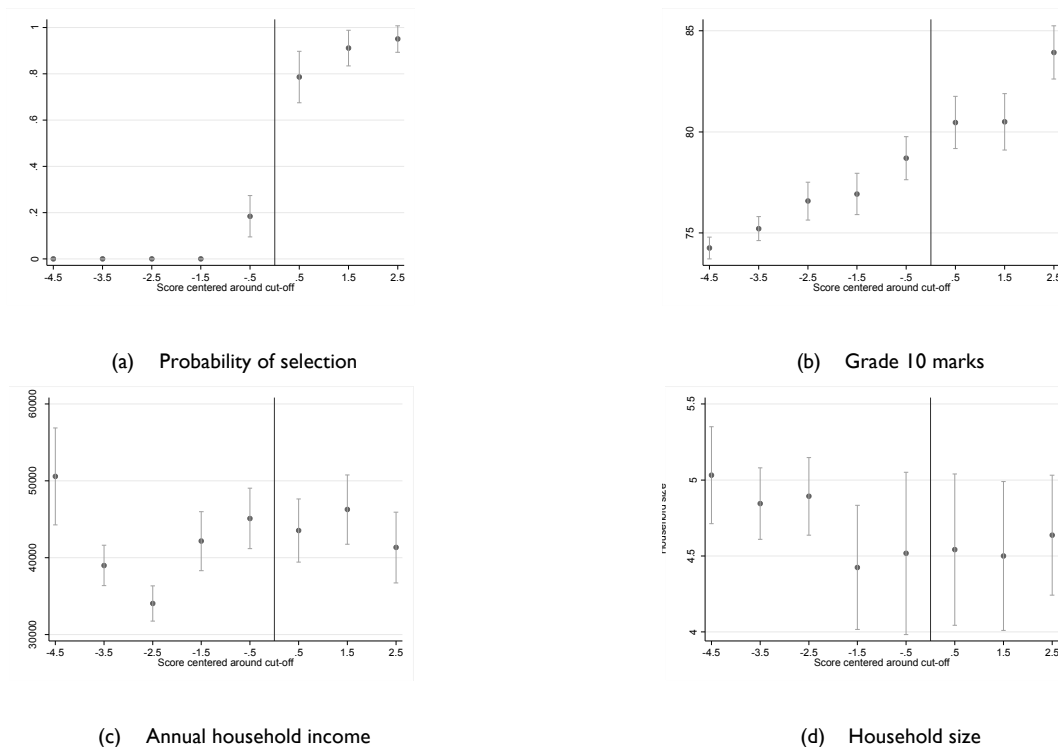 1
.8
.6
.4
.2
0
-4.5 -3.5 -2.5 -1.5 -.5 .5 1.5 2.5
Score centered around cut-off
(a) Probability of selection
85
80
75
-4.5 -3.5 -2.5 -1.5 -.5 .5 1.5 2.5
Score centered around cut-off
(b) Grade 10 marks
60000
50000
40000
30000
-4.5 -3.5 -2.5 -1.5 -.5 .5 1.5 2.5
Score centered around cut-off
(c) Annual household income
Household size
5.5
5
4.5
4
-4.5 -3.5 -2.5 -1.5 -.5 .5 1.5 2.5
Score centered around cut-off
(d) Household size